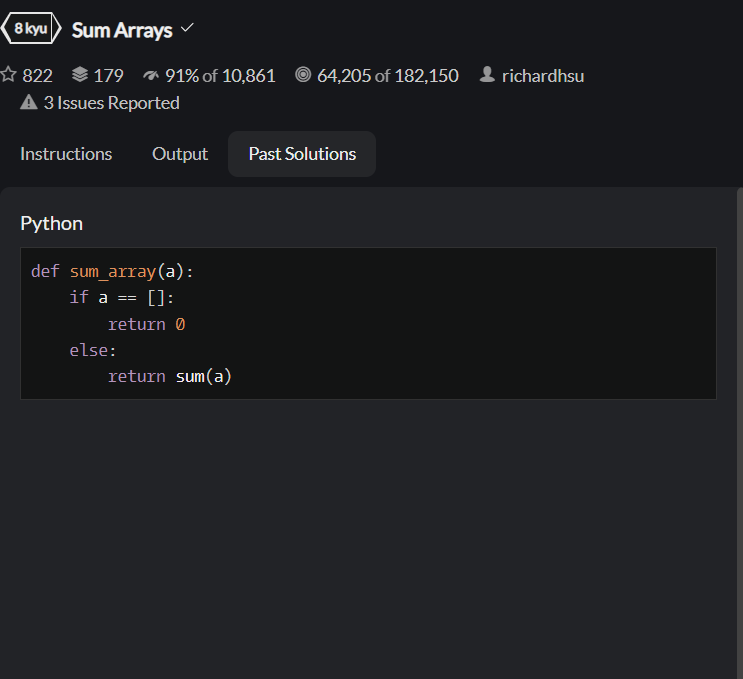 8 kyu Sum Arrays
822 179 91% of 10,861 64,205 of 182,150 richardhsu
3 Issues Reported
Instructions Output Past Solutions
Python
def sum_array(a):
    if a == []:
        return 0
    else:
        return sum(a)